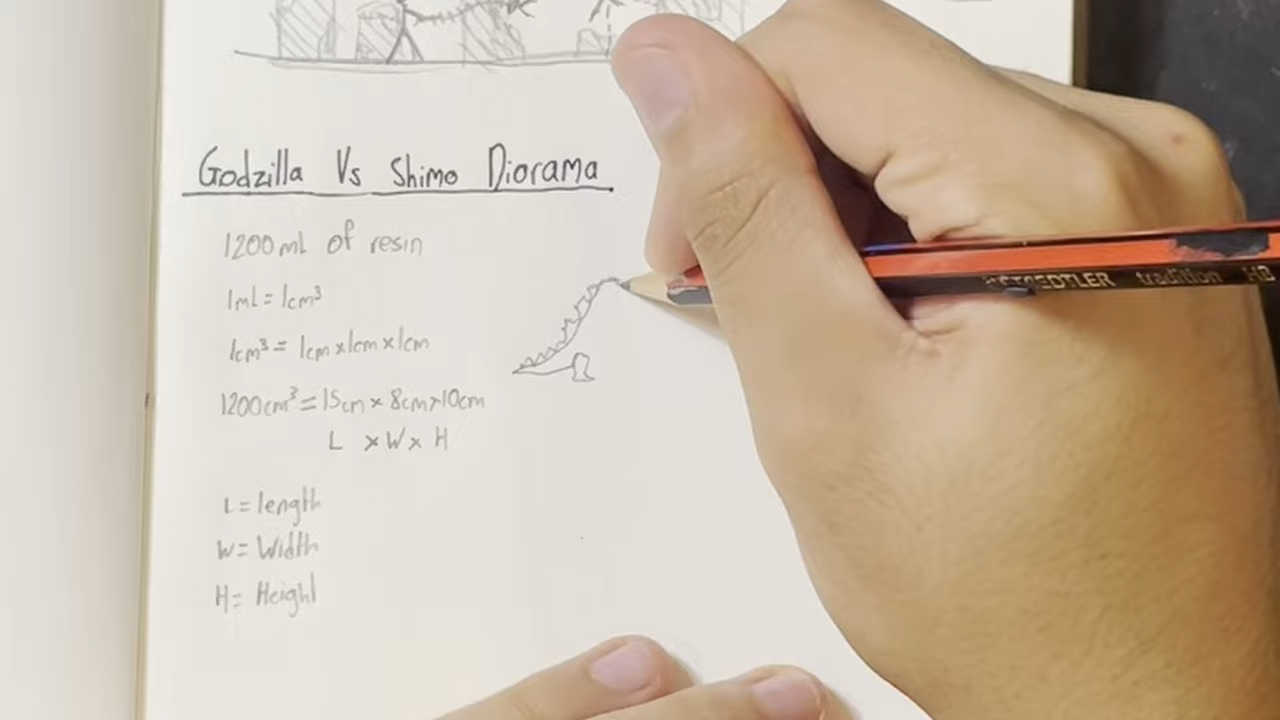 Godzilla Vs Shimo Diorama
1200mL of resin
1mL = 1cm³
1cm³ = 1cm x 1cm x 1cm
1200cm³ = 15cm x 8cm x 10cm
L x W x H
L = length
W = Width
H = Height
STAEDTLER tradition HB